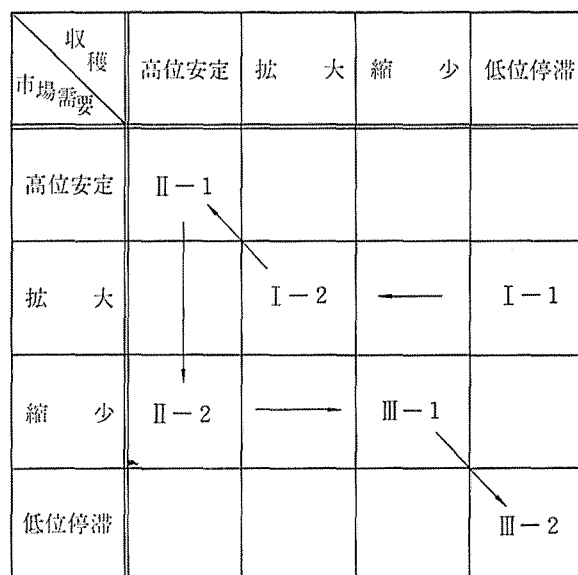 収穫
市場需要
高位安定 拡大 縮少 低位停滞
高位安定 Ⅱ－1
拡大 Ⅰ－2 Ⅰ－1
縮少 Ⅱ－2 Ⅲ－1
低位停滞 Ⅲ－2